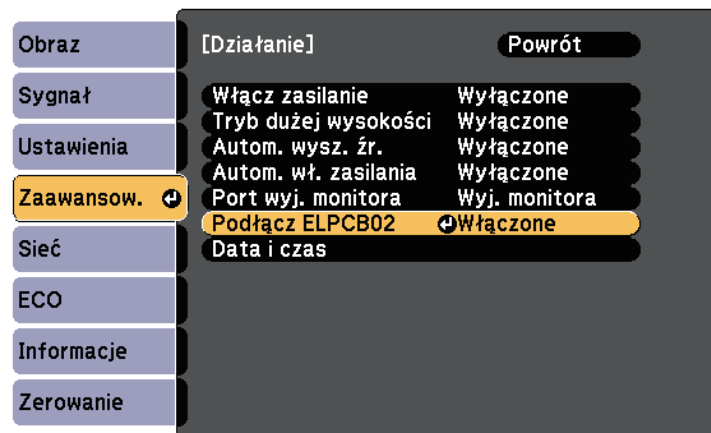 Obraz
Sygnał
Ustawienia
Zaawansow.
Sieć
ECO
Informacje
Zerowanie
[Działanie] Powrót
Włącz zasilanie Wyłączone
Tryb dużej wysokości Wyłączone
Autom. wysz. źr. Wyłączone
Autom. wł. zasilania Wyłączone
Port wyj. monitora Wyj. monitora
Podłącz ELPCB02 Włączone
Data i czas